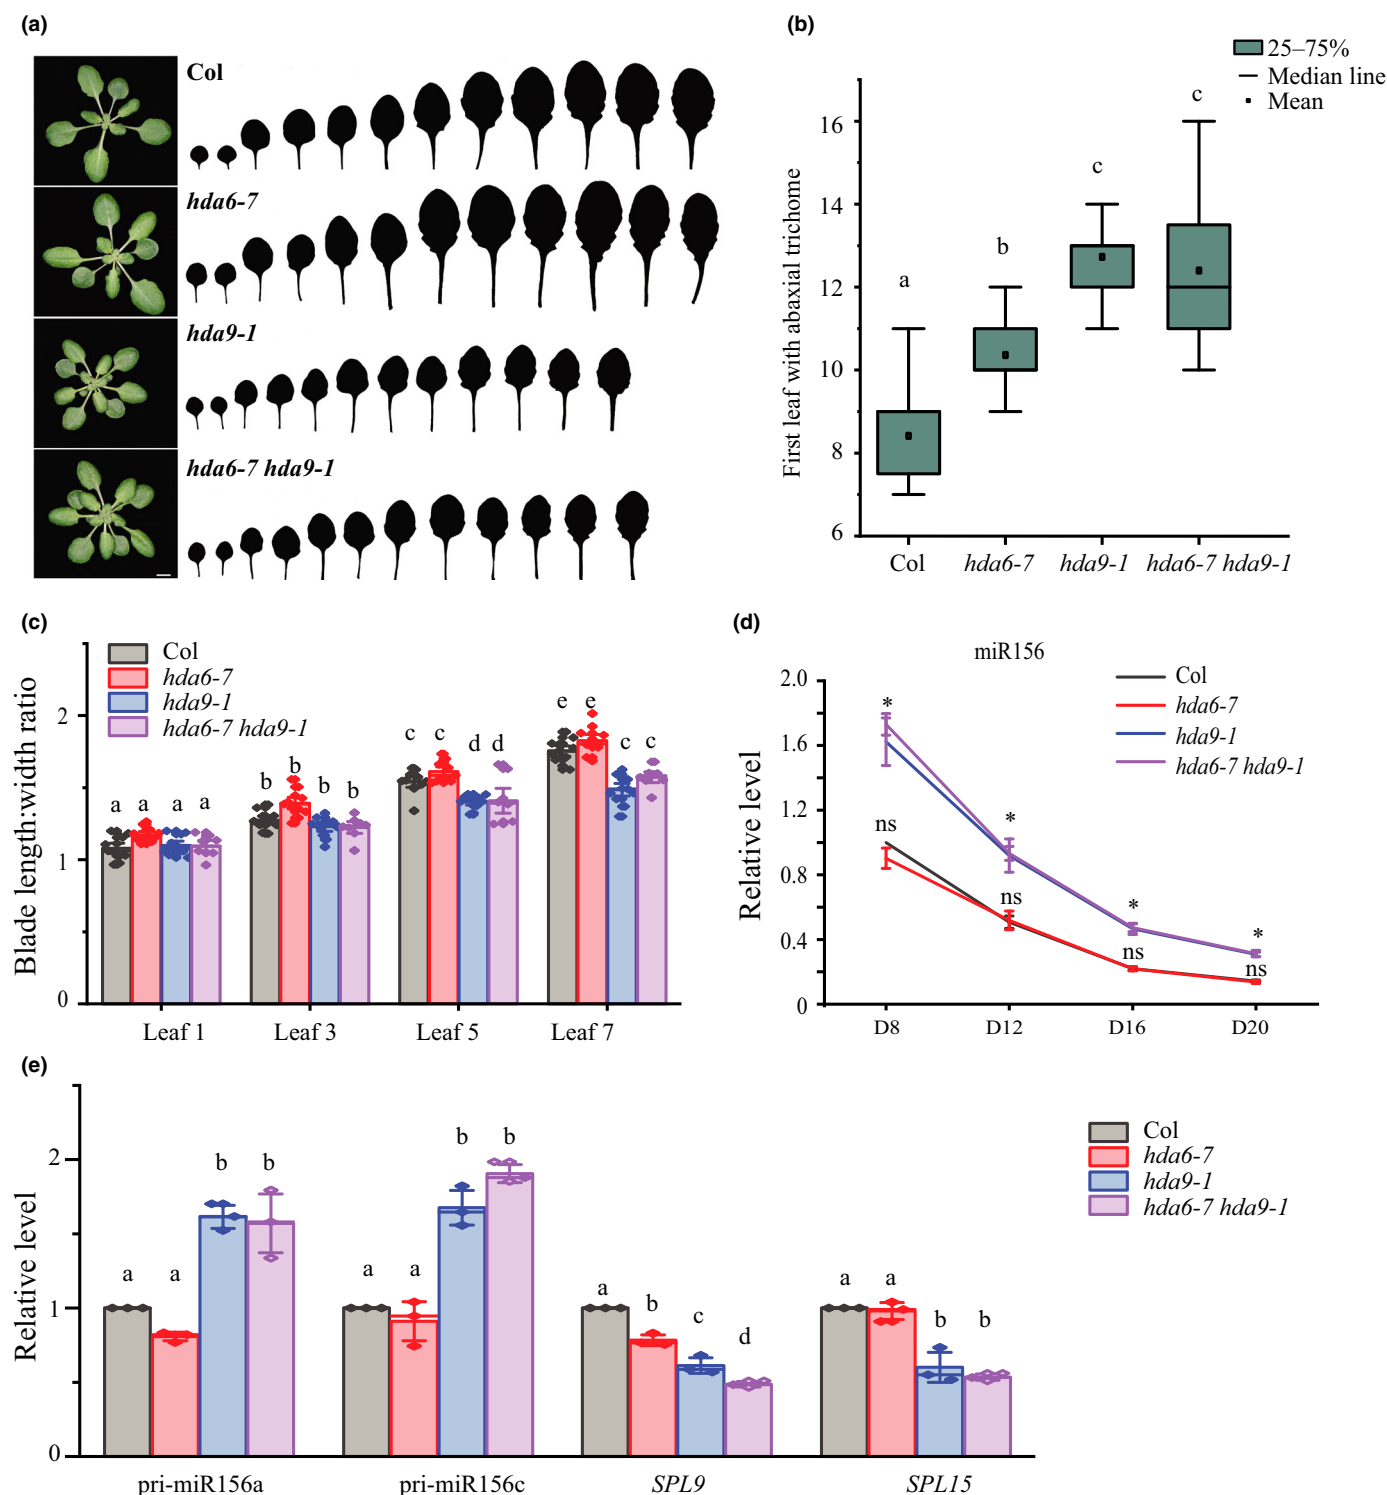 (a)
Col
hda6-7
hda9-1
hda6-7 hda9-1
(b)
25–75%
Median line
Mean
First leaf with abaxial trichome
16
14
12
10
8
6
a
b
c
c
Col
hda6-7
hda9-1
hda6-7 hda9-1
(c)
Col
hda6-7
hda9-1
hda6-7 hda9-1
Blade length:width ratio
2
1
0
a a a a
b b b b
c c d d
e e c c
Leaf 1
Leaf 3
Leaf 5
Leaf 7
(d)
miR156
Col
hda6-7
hda9-1
hda6-7 hda9-1
Relative level
2.0
1.6
1.2
0.8
0.4
0
*
ns
*
ns
*
ns
*
ns
D8
D12
D16
D20
(e)
Col
hda6-7
hda9-1
hda6-7 hda9-1
Relative level
2
1
0
a a b b
a a b b
a b c d
a a b b
pri-miR156a
pri-miR156c
SPL9
SPL15